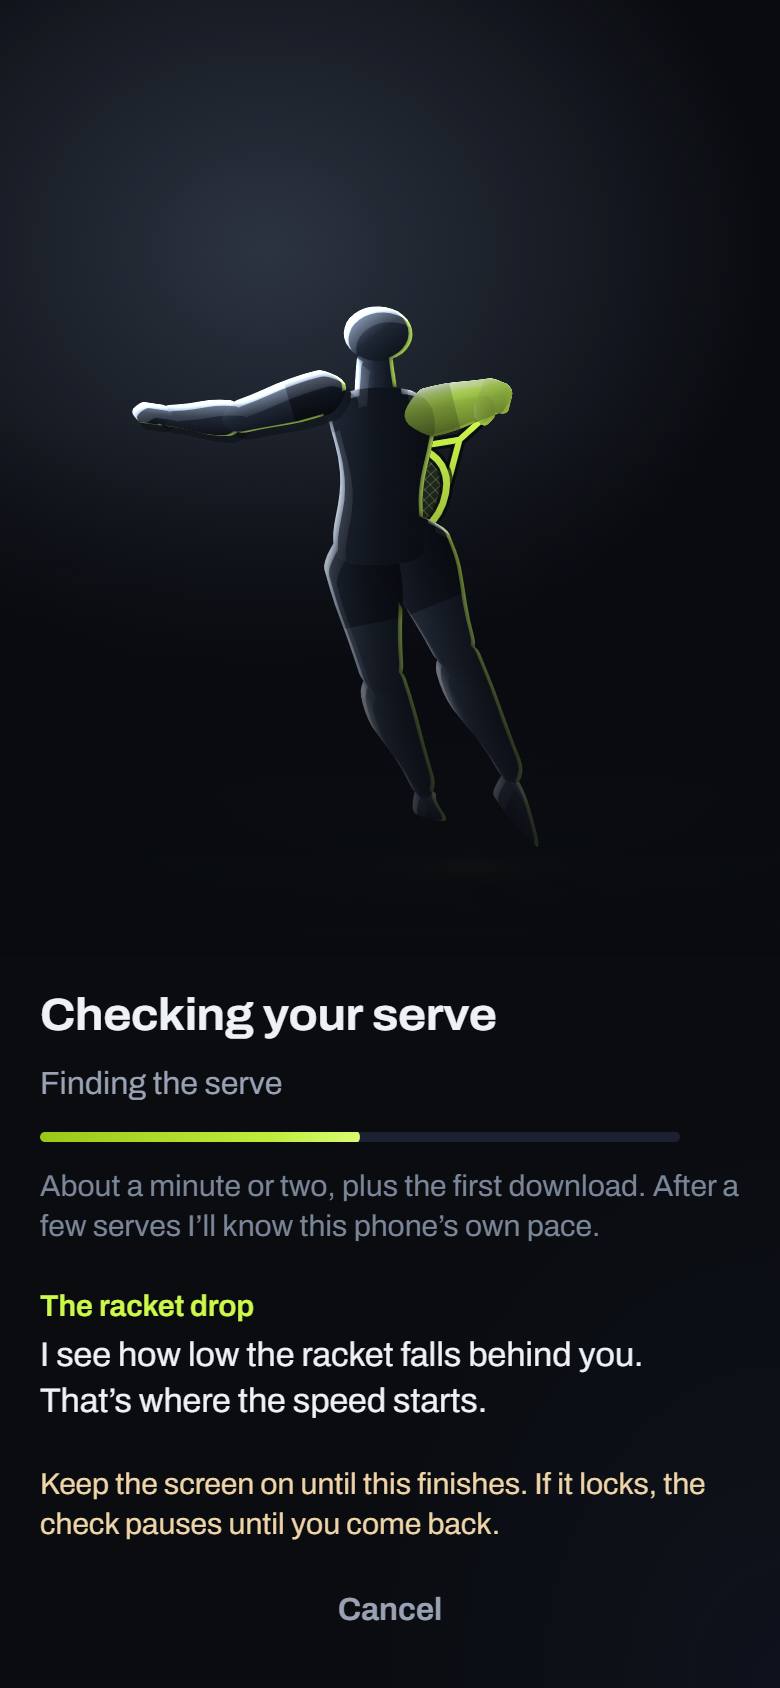 Checking your serve
Finding the serve
About a minute or two, plus the first download. After a
few serves I’ll know this phone’s own pace.
The racket drop
I see how low the racket falls behind you.
That’s where the speed starts.
Keep the screen on until this finishes. If it locks, the
check pauses until you come back.
Cancel